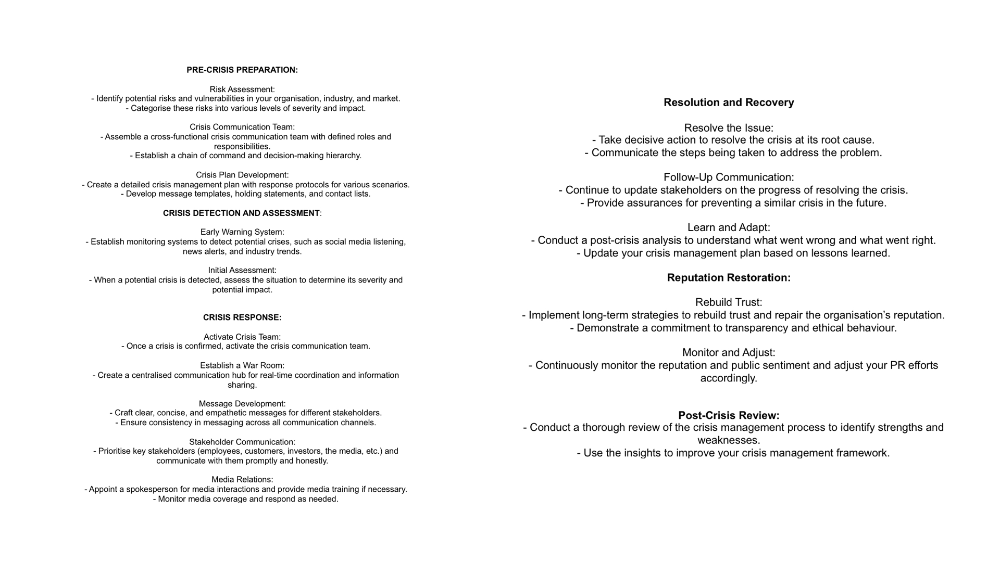 PRE-CRISIS PREPARATION:
Risk Assessment:
- Identify potential risks and vulnerabilities in your organisation, industry, and market.
- Categorise these risks into various levels of severity and impact.
Crisis Communication Team:
- Assemble a cross-functional crisis communication team with defined roles and
responsibilities.
- Establish a chain of command and decision-making hierarchy.
Crisis Plan Development:
- Create a detailed crisis management plan with response protocols for various scenarios.
- Develop message templates, holding statements, and contact lists.
CRISIS DETECTION AND ASSESSMENT:
Early Warning System:
- Establish monitoring systems to detect potential crises, such as social media listening,
news alerts, and industry trends.
Initial Assessment:
- When a potential crisis is detected, assess the situation to determine its severity and
potential impact.
CRISIS RESPONSE:
Activate Crisis Team:
- Once a crisis is confirmed, activate the crisis communication team.
Establish a War Room:
- Create a centralised communication hub for real-time coordination and information
sharing.
Message Development:
- Craft clear, concise, and empathetic messages for different stakeholders.
- Ensure consistency in messaging across all communication channels.
Stakeholder Communication:
- Prioritise key stakeholders (employees, customers, investors, the media, etc.) and
communicate with them promptly and honestly.
Media Relations:
- Appoint a spokesperson for media interactions and provide media training if necessary.
- Monitor media coverage and respond as needed.
Resolution and Recovery
Resolve the Issue:
- Take decisive action to resolve the crisis at its root cause.
- Communicate the steps being taken to address the problem.
Follow-Up Communication:
- Continue to update stakeholders on the progress of resolving the crisis.
- Provide assurances for preventing a similar crisis in the future.
Learn and Adapt:
- Conduct a post-crisis analysis to understand what went wrong and what went right.
- Update your crisis management plan based on lessons learned.
Reputation Restoration:
Rebuild Trust:
- Implement long-term strategies to rebuild trust and repair the organisation’s reputation.
- Demonstrate a commitment to transparency and ethical behaviour.
Monitor and Adjust:
- Continuously monitor the reputation and public sentiment and adjust your PR efforts
accordingly.
Post-Crisis Review:
- Conduct a thorough review of the crisis management process to identify strengths and
weaknesses.
- Use the insights to improve your crisis management framework.